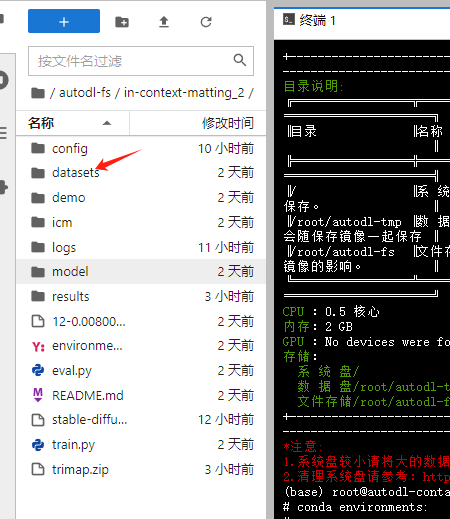 终端 1
按文件名过滤
/ autodl-fs / in-context-matting_2 /
名称
修改时间
config
10 小时前
datasets
2 天前
demo
2 天前
icm
2 天前
logs
11 小时前
model
2 天前
results
3 小时前
12-0.00800...
2 天前
environme...
2 天前
eval.py
2 天前
README.md
2 天前
stable-diffu...
12 小时前
train.py
2 天前
trimap.zip
3 小时前
目录说明:
║目录 ║名称
║/ ║系 统
保存。 ║
║/root/autodl-tmp ║数 据
会随保存镜像一起保存 ║
║/root/autodl-fs ║文件存
镜像的影响。 ║
CPU : 0.5 核心
内存: 2 GB
GPU : No devices were fo
存储:
系 统 盘/
数 据 盘/root/autodl-t
文件存储/root/autodl-f
*注意:
1.系统盘较小请将大的数据
2.清理系统盘请参考: http
(base) root@autodl-conta
# conda environments: